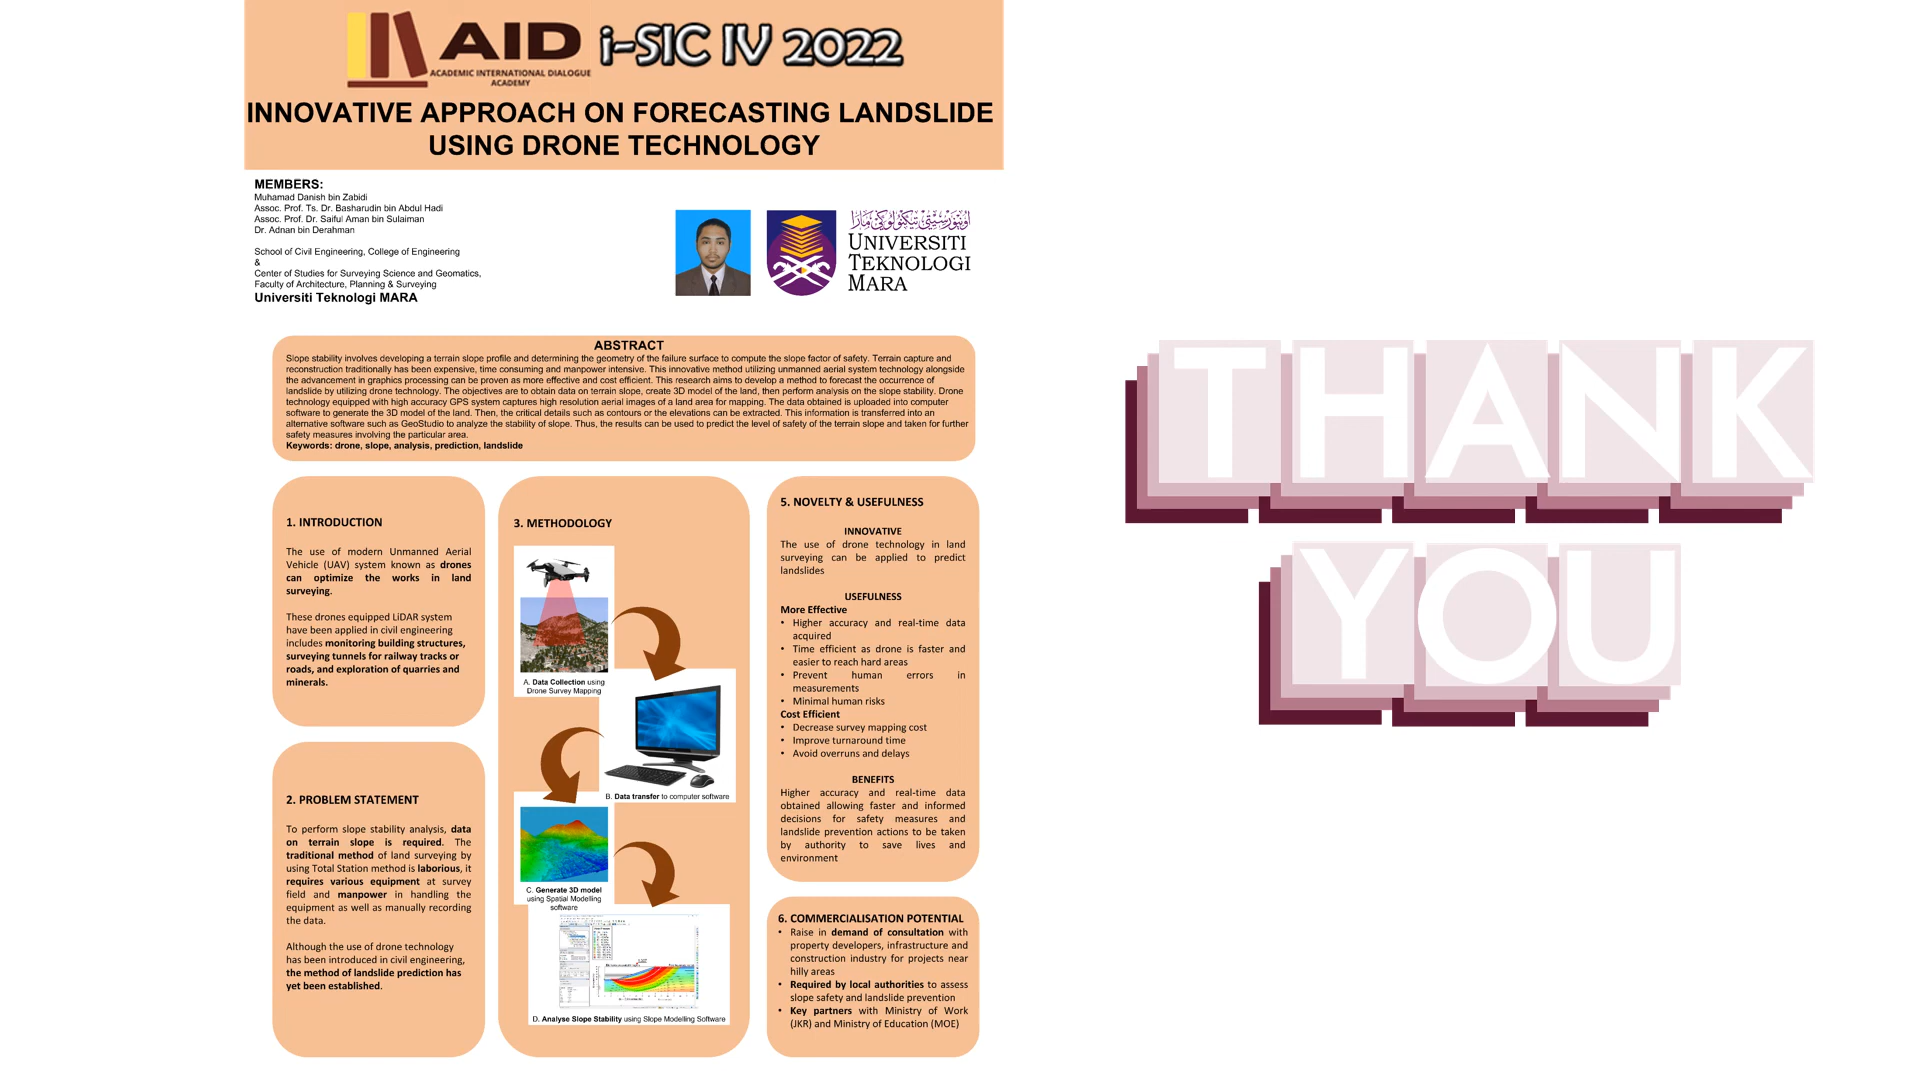 AID
ACADEMIC INTERNATIONAL DIALOGUE
ACADEMY
i-SIC IV 2022
INNOVATIVE APPROACH ON FORECASTING LANDSLIDE
USING DRONE TECHNOLOGY
MEMBERS:
Muhamad Danish bin Zabidi
Assoc. Prof. Ts. Dr. Basharudin bin Abdul Hadi
Assoc. Prof. Dr. Saiful Aman bin Sulaiman
Dr. Adnan bin Derahman
School of Civil Engineering, College of Engineering
&
Center of Studies for Surveying Science and Geomatics,
Faculty of Architecture, Planning & Surveying
Universiti Teknologi MARA
اونيۏرسيتي تيكنولوڬي مارا
UNIVERSITI
TEKNOLOGI
MARA
ABSTRACT
Slope stability involves developing a terrain slope profile and determining the geometry of the failure surface to compute the slope factor of safety. Terrain capture and
reconstruction traditionally has been expensive, time consuming and manpower intensive. This innovative method utilizing unmanned aerial system technology alongside
the advancement in graphics processing can be proven as more effective and cost efficient. This research aims to develop a method to forecast the occurrence of
landslide by utilizing drone technology. The objectives are to obtain data on terrain slope, create 3D model of the land, then perform analysis on the slope stability. Drone
technology equipped with high accuracy GPS system captures high resolution aerial images of a land area for mapping. The data obtained is uploaded into computer
software to generate the 3D model of the land. Then, the critical details such as contours or the elevations can be extracted. This information is transferred into an
alternative software such as GeoStudio to analyze the stability of slope. Thus, the results can be used to predict the level of safety of the terrain slope and taken for further
safety measures involving the particular area.
Keywords: drone, slope, analysis, prediction, landslide
1. INTRODUCTION
The use of modern Unmanned Aerial
Vehicle (UAV) system known as drones
can optimize the works in land
surveying.
These drones equipped LiDAR system
have been applied in civil engineering
includes monitoring building structures,
surveying tunnels for railway tracks or
roads, and exploration of quarries and
minerals.
2. PROBLEM STATEMENT
To perform slope stability analysis, data
on terrain slope is required. The
traditional method of land surveying by
using Total Station method is laborious, it
requires various equipment at survey
field and manpower in handling the
equipment as well as manually recording
the data.
Although the use of drone technology
has been introduced in civil engineering,
the method of landslide prediction has
yet been established.
3. METHODOLOGY
A. Data Collection using
Drone Survey Mapping
B. Data transfer to computer software
C. Generate 3D model
using Spatial Modelling
software
D. Analyse Slope Stability using Slope Modelling Software
5. NOVELTY & USEFULNESS
INNOVATIVE
The use of drone technology in land
surveying can be applied to predict
landslides
USEFULNESS
More Effective
• Higher accuracy and real-time data
acquired
• Time efficient as drone is faster and
easier to reach hard areas
• Prevent human errors in
measurements
• Minimal human risks
Cost Efficient
• Decrease survey mapping cost
• Improve turnaround time
• Avoid overruns and delays
BENEFITS
Higher accuracy and real-time data
obtained allowing faster and informed
decisions for safety measures and
landslide prevention actions to be taken
by authority to save lives and
environment
6. COMMERCIALISATION POTENTIAL
• Raise in demand of consultation with
property developers, infrastructure and
construction industry for projects near
hilly areas
• Required by local authorities to assess
slope safety and landslide prevention
• Key partners with Ministry of Work
(JKR) and Ministry of Education (MOE)
THANK
YOU